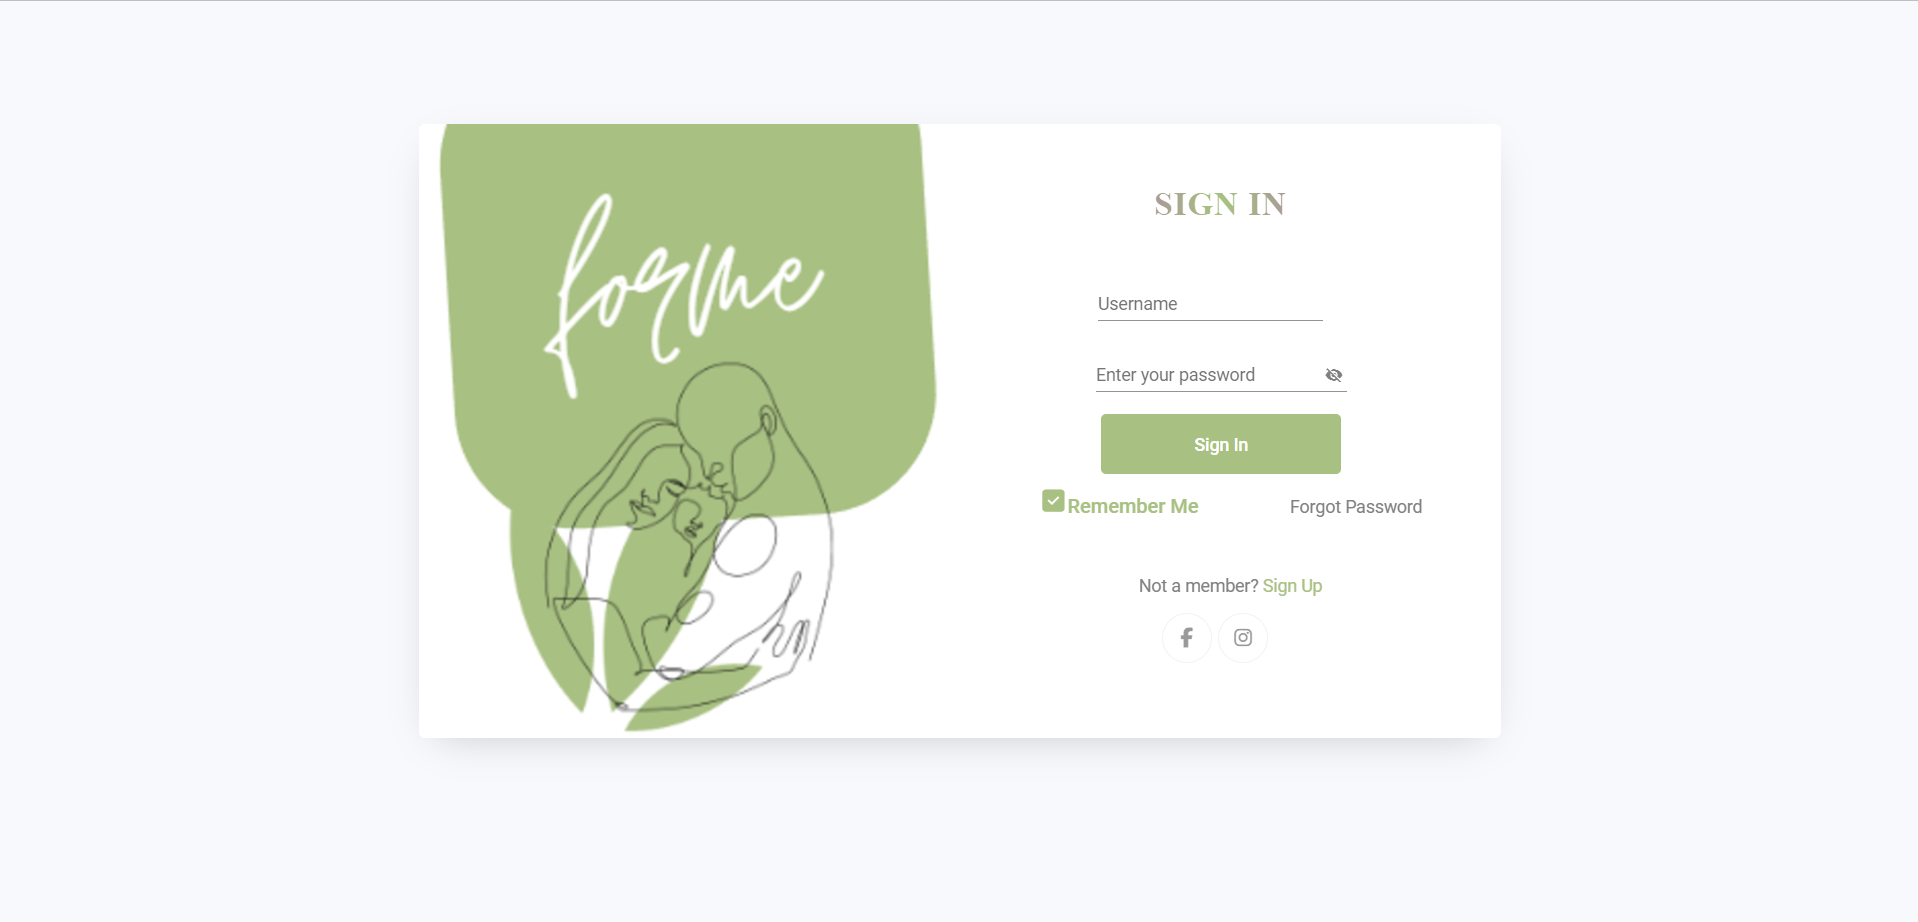 forme
SIGN IN
Username
Enter your password
Sign In
Remember Me
Forgot Password
Not a member? Sign Up